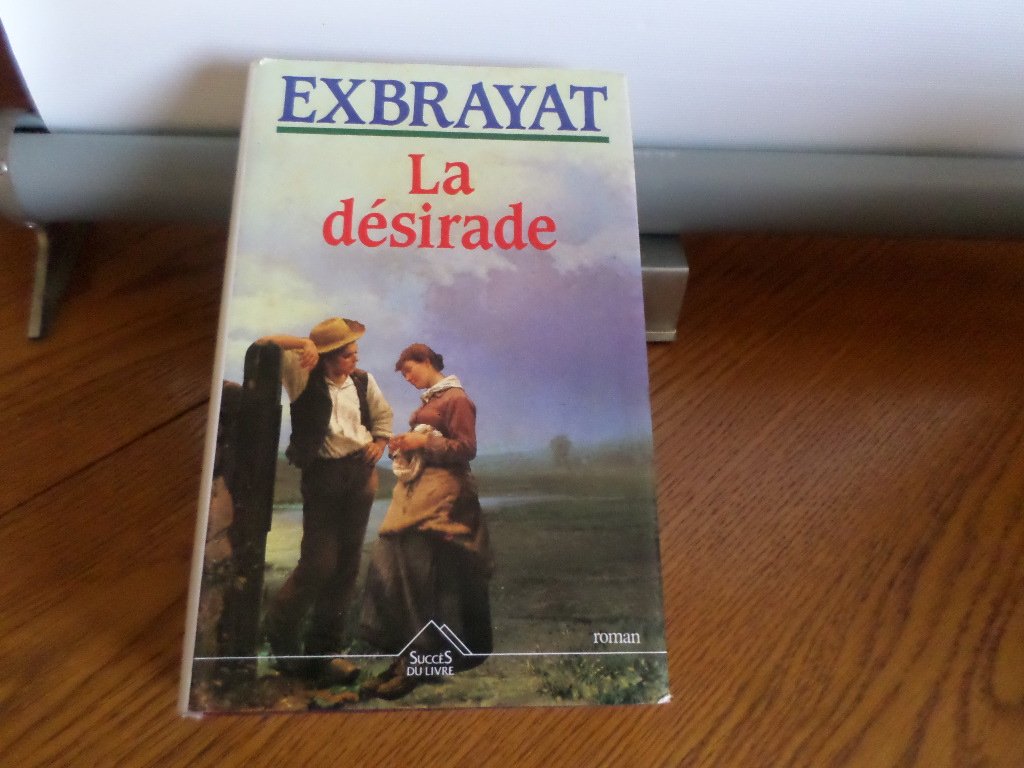 EXBRAYAT
La
désirade
roman
SUCCÈS
DU LIVRE